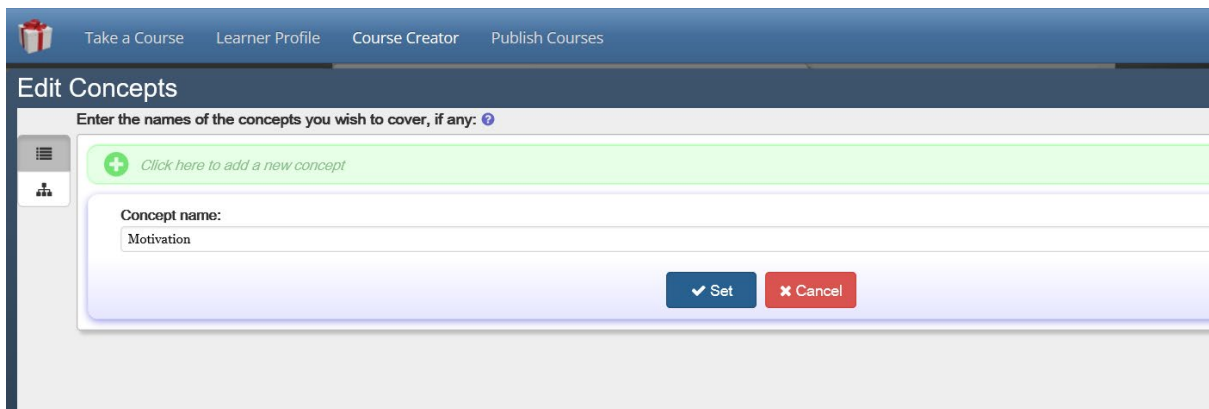 Take a Course Learner Profile Course Creator Publish Courses
Edit Concepts
Enter the names of the concepts you wish to cover, if any:
Click here to add a new concept
Concept name:
Motivation
Set Cancel